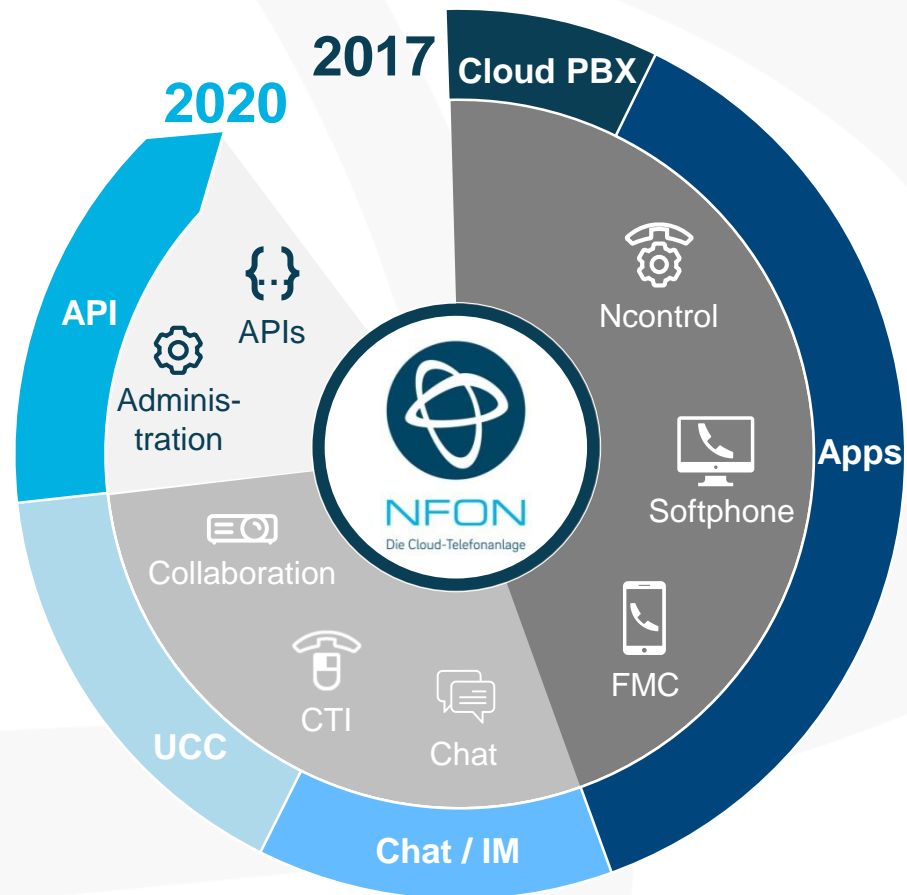 2017
Cloud PBX
2020
Ncontrol
{...}
APIs
API
Adminis-
tration
Apps
Softphone
NFON
Die Cloud-Telefonanlage
Collaboration
FMC
CTI
Chat
UCC
Chat / IM